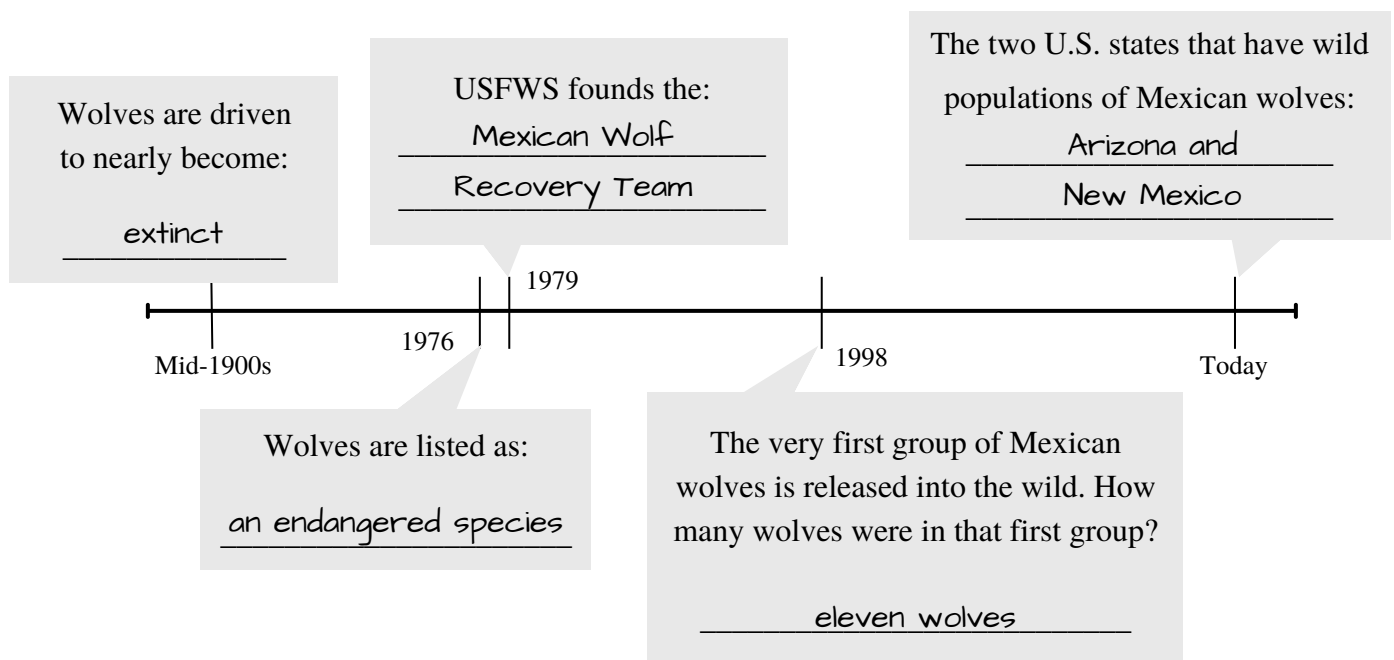 Wolves are driven
to nearly become:
extinct
USFWS founds the:
Mexican Wolf
Recovery Team
The two U.S. states that have wild
populations of Mexican wolves:
Arizona and
New Mexico
1979
1976
Mid-1900s
1998
Today
Wolves are listed as:
an endangered species
The very first group of Mexican
wolves is released into the wild. How
many wolves were in that first group?
eleven wolves